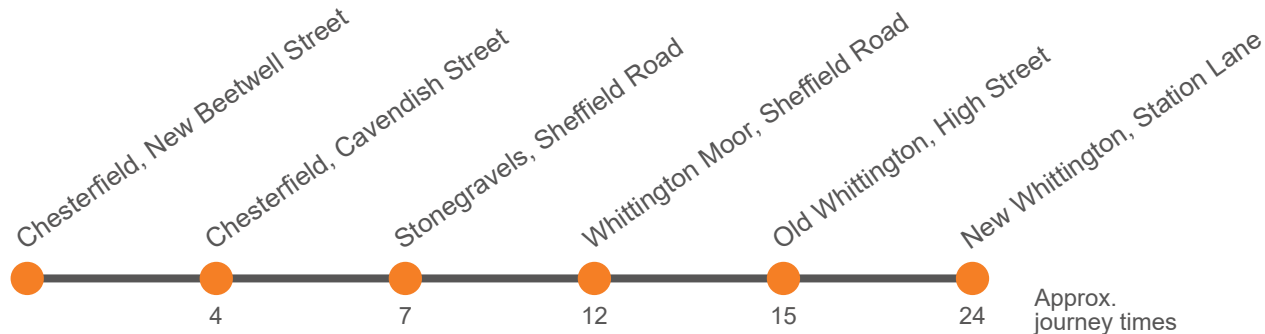 Chesterfield, New Beetwell Street
Chesterfield, Cavendish Street
Stonegravels, Sheffield Road
Whittington Moor, Sheffield Road
Old Whittington, High Street
New Whittington, Station Lane
4
7
12
15
24
Approx.
journey times